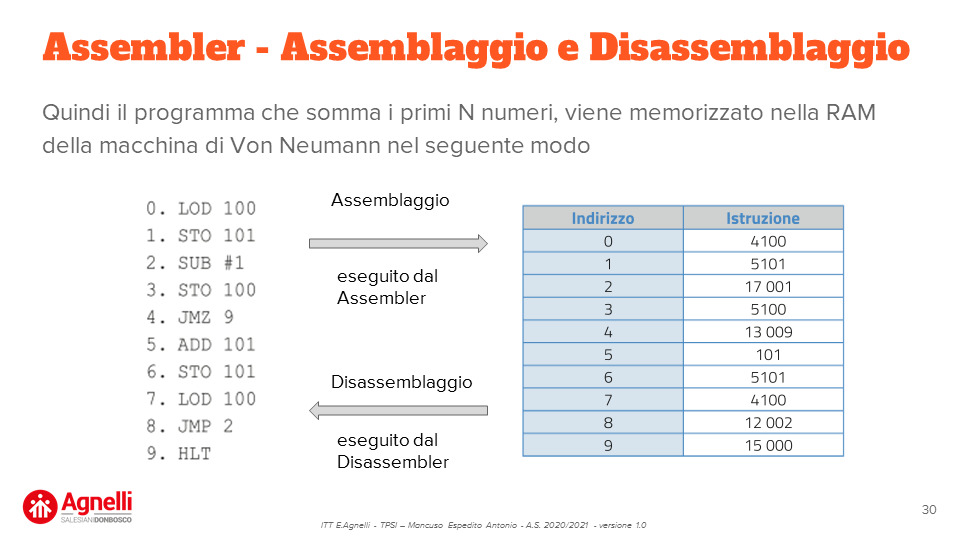 Assembler - Assemblaggio e Disassemblaggio
Quindi il programma che somma i primi N numeri, viene memorizzato nella RAM
della macchina di Von Neumann nel seguente modo
0. LOD 100
1. STO 101
2. SUB #1
3. STO 100
4. JMZ 9
5. ADD 101
6. STO 101
7. LOD 100
8. JMP 2
9. HLT
Assemblaggio
eseguito dal
Assembler
Disassemblaggio
eseguito dal
Disassembler
Indirizzo Istruzione
0 4100
1 5101
2 17 001
3 5100
4 13 009
5 101
6 5101
7 4100
8 12 002
9 15 000
Agnelli
SALESIANI DONBOSCO
ITT E.Agnelli - TPSI – Mancuso Espedito Antonio - A.S. 2020/2021 - versione 1.0
30